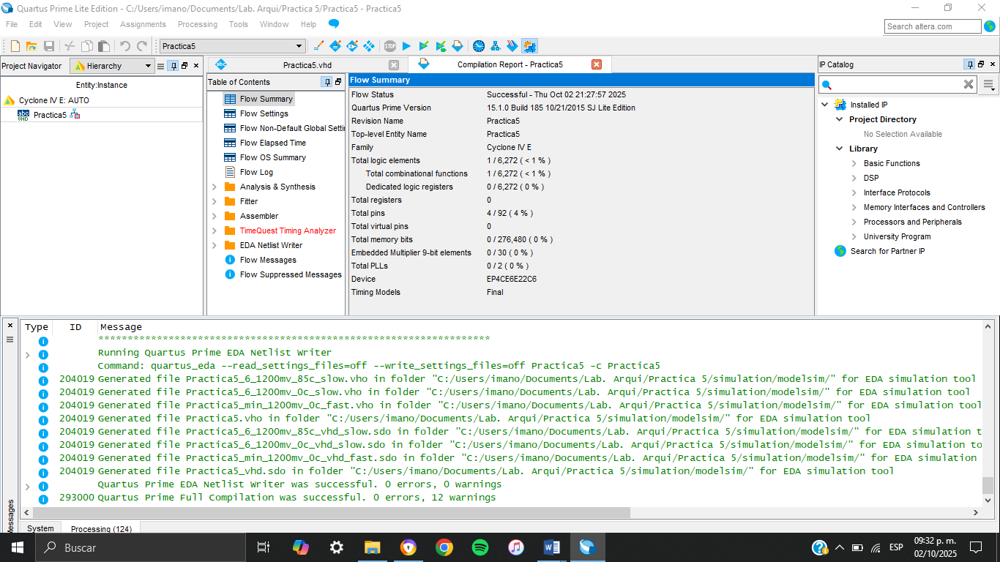 Quartus Prime Lite Edition - C:/Users/imano/Documents/Lab. Arqui/Practica 5/Practica5 - Practica5
File Edit View Project Assignments Processing Tools Window Help
Search altera.com
Practica5
STOP
Project Navigator
Hierarchy
Entity:Instance
Cyclone IV E: AUTO
abc
VHD
Practica5
abc
Practica5.vhd
Compilation Report - Practica5
Table of Contents
Flow Summary
Flow Settings
Flow Non-Default Global Setti
Flow Elapsed Time
Flow OS Summary
Flow Log
Analysis & Synthesis
Fitter
Assembler
TimeQuest Timing Analyzer
EDA Netlist Writer
Flow Messages
Flow Suppressed Messages
Flow Summary
Flow Status Successful - Thu Oct 02 21:27:57 2025
Quartus Prime Version 15.1.0 Build 185 10/21/2015 SJ Lite Edition
Revision Name Practica5
Top-level Entity Name Practica5
Family Cyclone IV E
Total logic elements 1 / 6,272 ( < 1 % )
Total combinational functions 1 / 6,272 ( < 1 % )
Dedicated logic registers 0 / 6,272 ( 0 % )
Total registers 0
Total pins 4 / 92 ( 4 % )
Total virtual pins 0
Total memory bits 0 / 276,480 ( 0 % )
Embedded Multiplier 9-bit elements 0 / 30 ( 0 % )
Total PLLs 0 / 2 ( 0 % )
Device EP4CE6E22C6
Timing Models Final
IP Catalog
Installed IP
Project Directory
No Selection Available
Library
Basic Functions
DSP
Interface Protocols
Memory Interfaces and Controllers
Processors and Peripherals
University Program
Search for Partner IP
Type ID Message
*******************************************************************
Running Quartus Prime EDA Netlist Writer
Command: quartus_eda --read_settings_files=off --write_settings_files=off Practica5 -c Practica5
204019 Generated file Practica5_6_1200mv_85c_slow.vho in folder "C:/Users/imano/Documents/Lab. Arqui/Practica 5/simulation/modelsim/" for EDA simulation tool
204019 Generated file Practica5_6_1200mv_0c_slow.vho in folder "C:/Users/imano/Documents/Lab. Arqui/Practica 5/simulation/modelsim/" for EDA simulation tool
204019 Generated file Practica5_min_1200mv_0c_fast.vho in folder "C:/Users/imano/Documents/Lab. Arqui/Practica 5/simulation/modelsim/" for EDA simulation tool
204019 Generated file Practica5.vho in folder "C:/Users/imano/Documents/Lab. Arqui/Practica 5/simulation/modelsim/" for EDA simulation tool
204019 Generated file Practica5_6_1200mv_85c_vhd_slow.sdo in folder "C:/Users/imano/Documents/Lab. Arqui/Practica 5/simulation/modelsim/" for EDA simulation t
204019 Generated file Practica5_6_1200mv_0c_vhd_slow.sdo in folder "C:/Users/imano/Documents/Lab. Arqui/Practica 5/simulation/modelsim/" for EDA simulation to
204019 Generated file Practica5_min_1200mv_0c_vhd_fast.sdo in folder "C:/Users/imano/Documents/Lab. Arqui/Practica 5/simulation/modelsim/" for EDA simulation
204019 Generated file Practica5_vhd.sdo in folder "C:/Users/imano/Documents/Lab. Arqui/Practica 5/simulation/modelsim/" for EDA simulation tool
Quartus Prime EDA Netlist Writer was successful. 0 errors, 0 warnings
293000 Quartus Prime Full Compilation was successful. 0 errors, 12 warnings
Messages
System Processing (124)
Buscar
ESP
09:32 p. m.
02/10/2025